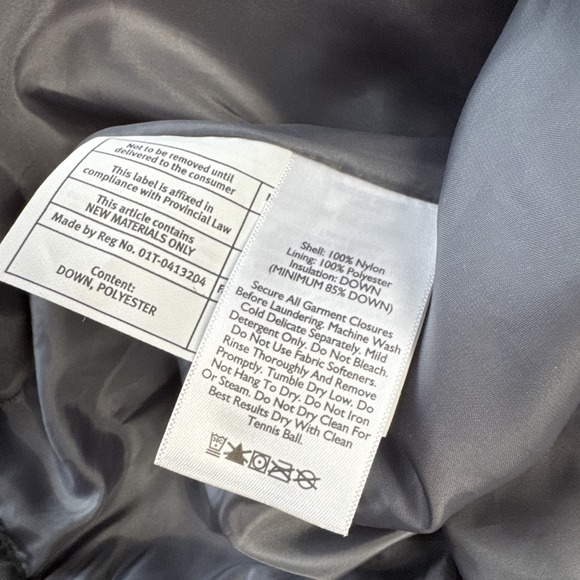 Not to be removed until
delivered to the consumer
This label is affixed in
compliance with Provincial Law
This article contains
NEW MATERIALS ONLY
Made by Reg No. 01T-0413204
Content:
DOWN, POLYESTER
Shell: 100% Nylon
Lining: 100% Polyester
Insulation: DOWN
(MINIMUM 85% DOWN)
Secure All Garment Closures
Before Laundering. Machine Wash
Cold Delicate Separately. Mild
Detergent Only. Do Not Bleach.
Do Not Use Fabric Softeners.
Rinse Thoroughly And Remove
Promptly. Tumble Dry Low. Do
Not Hang To Dry. Do Not Iron
Or Steam. Do Not Dry Clean For
Best Results Dry With Clean
Tennis Ball.